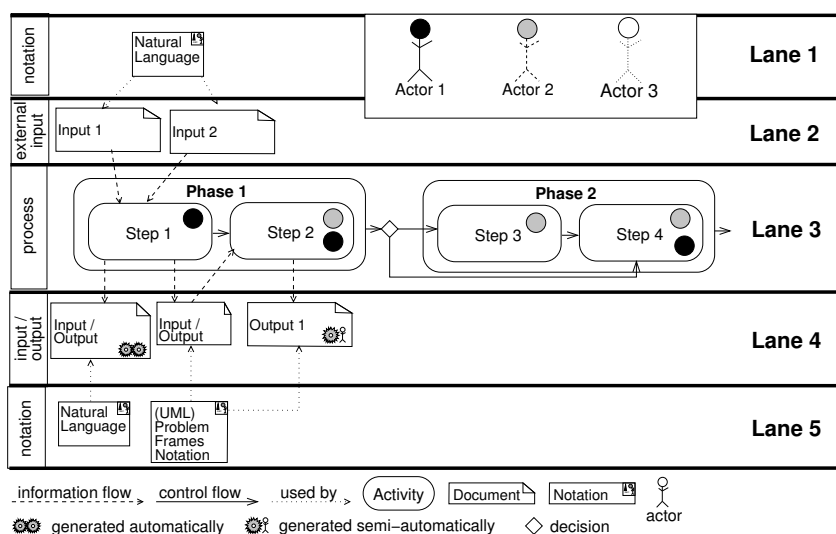 notation
Natural
Language
Actor 1
Actor 2
Actor 3
Lane 1
external
input
Input 1
Input 2
Lane 2
process
Phase 1
Step 1
Step 2
Phase 2
Step 3
Step 4
Lane 3
input /
output
Input /
Output
Input /
Output
Output 1
Lane 4
notation
Natural
Language
(UML)
Problem
Frames
Notation
Lane 5
information flow
control flow
used by
Activity
Document
Notation
actor
generated automatically
generated semi-automatically
decision